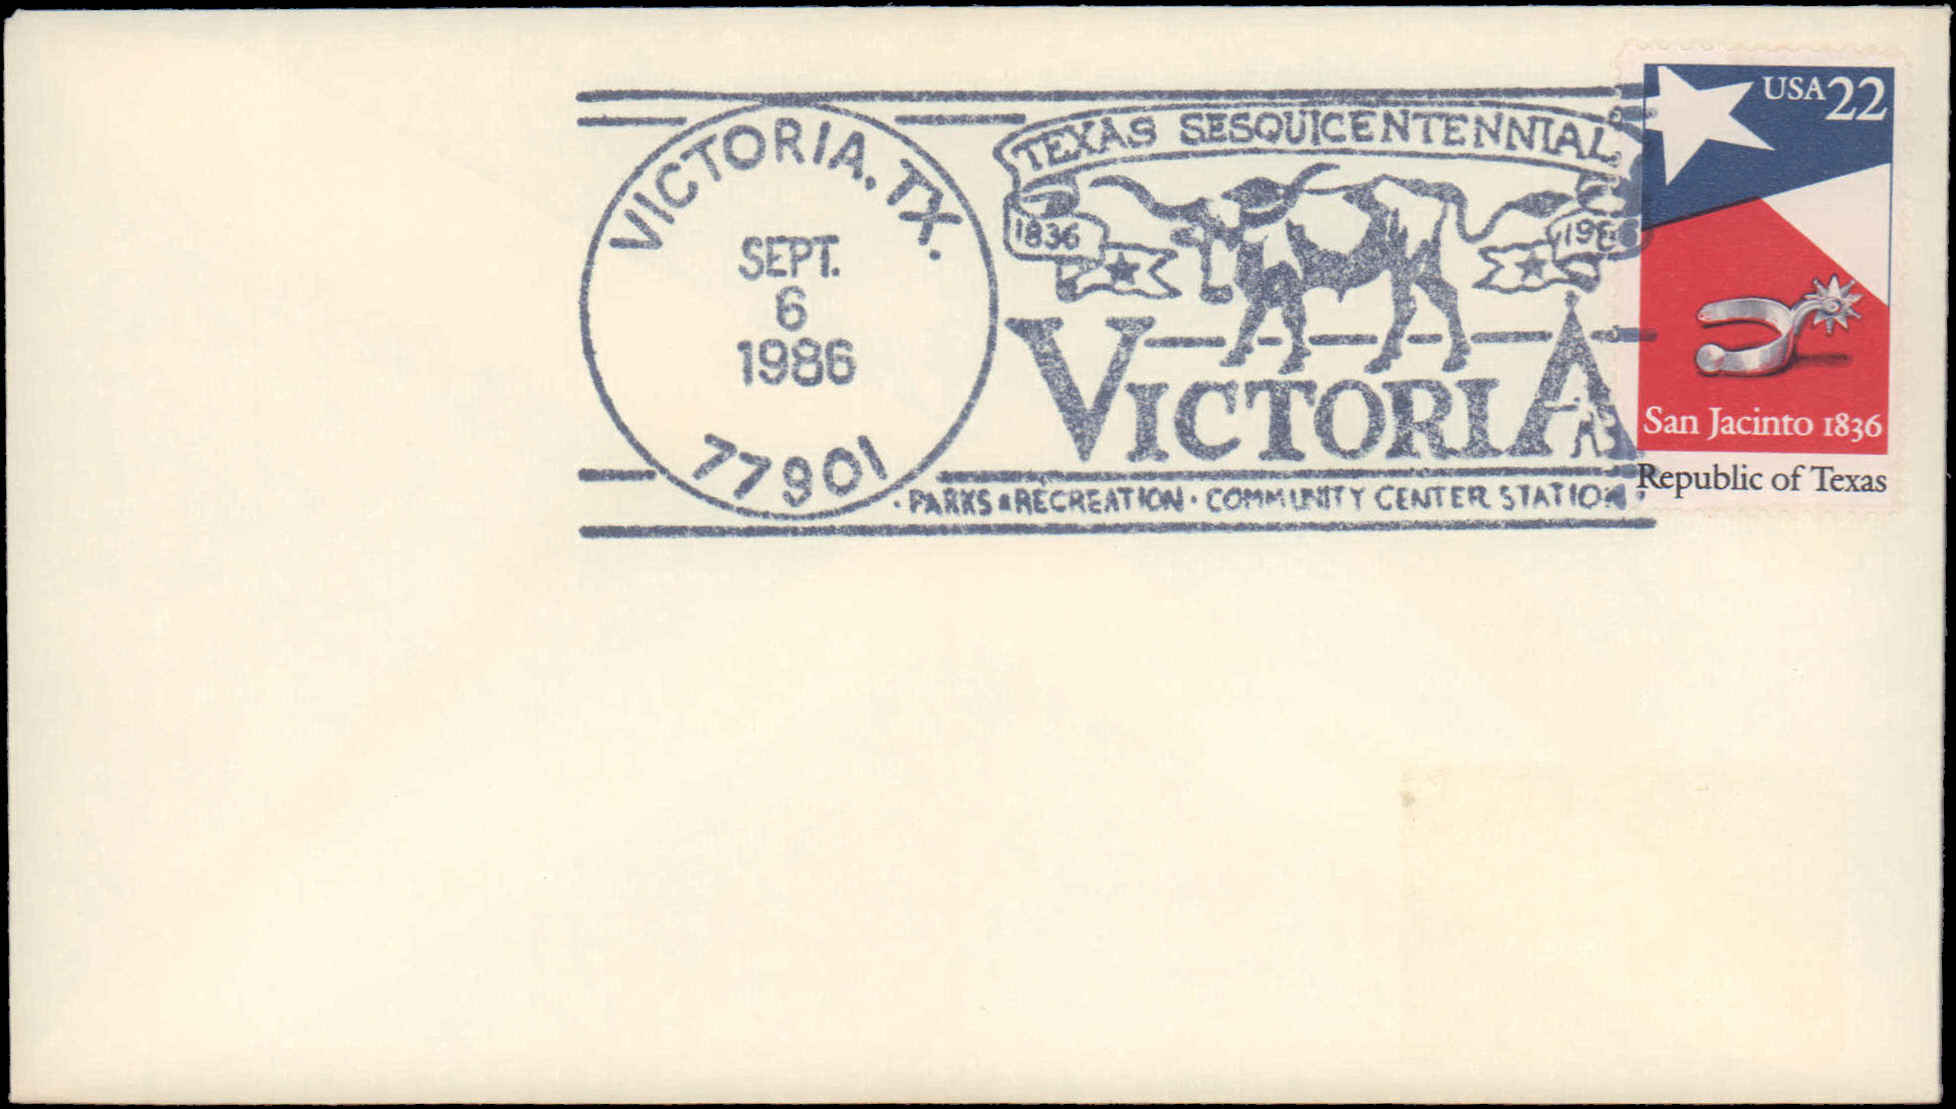 VICTORIA, TX.
SEPT.
6
1986
77901
TEXAS SESQUICENTENNIAL
1836
1986
VICTORIA
· PARKS & RECREATION · COMMUNITY CENTER STATION ·
USA 22
San Jacinto 1836
Republic of Texas